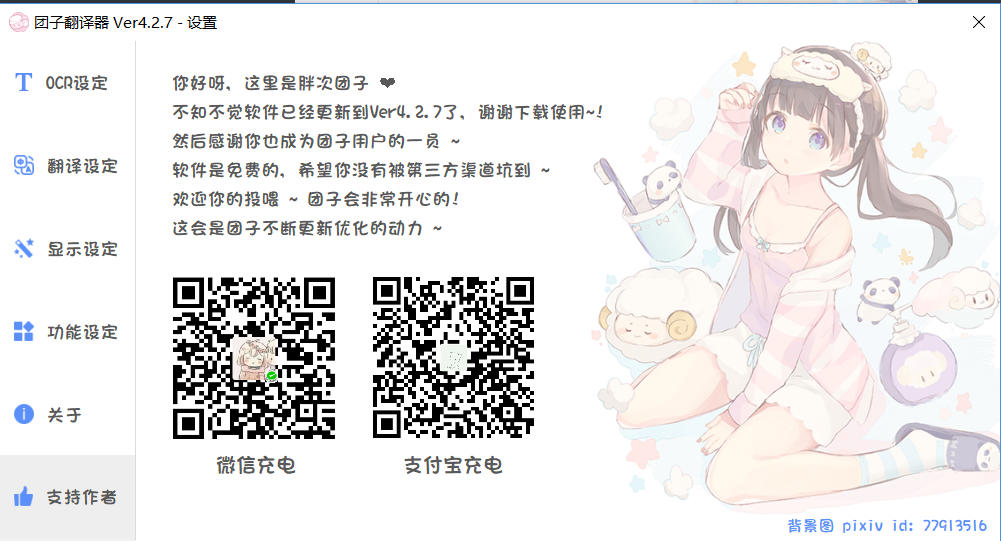 团子翻译器 Ver4.2.7 - 设置
OCR设定
翻译设定
显示设定
功能设定
关于
支持作者
你好呀, 这里是胖次团子 ❤
不知不觉软件已经更新到Ver4.2.7了, 谢谢下载使用~!
然后感谢你也成为团子用户的一员 ~
软件是免费的, 希望你没有被第三方渠道坑到 ~
欢迎你的投喂 ~ 团子会非常开心的!
这会是团子不断更新优化的动力 ~
微信充电
支付宝充电
背景图 pixiv id: 77913516